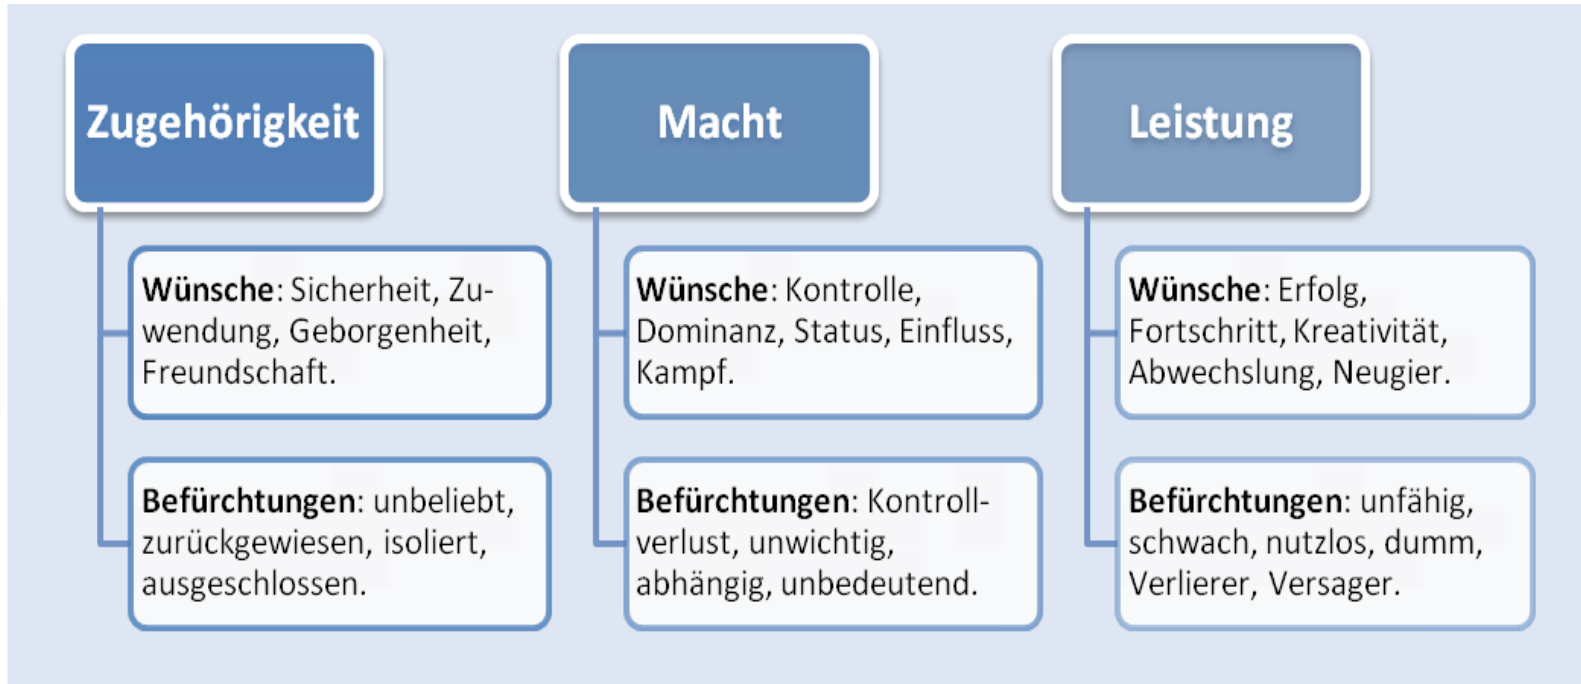 Zugehörigkeit
Wünsche: Sicherheit, Zu-
wendung, Geborgenheit,
Freundschaft.
Befürchtungen: unbeliebt,
zurückgewiesen, isoliert,
ausgeschlossen.
Macht
Wünsche: Kontrolle,
Dominanz, Status, Einfluss,
Kampf.
Befürchtungen: Kontroll-
verlust, unwichtig,
abhängig, unbedeutend.
Leistung
Wünsche: Erfolg,
Fortschritt, Kreativität,
Abwechslung, Neugier.
Befürchtungen: unfähig,
schwach, nutzlos, dumm,
Verlierer, Versager.